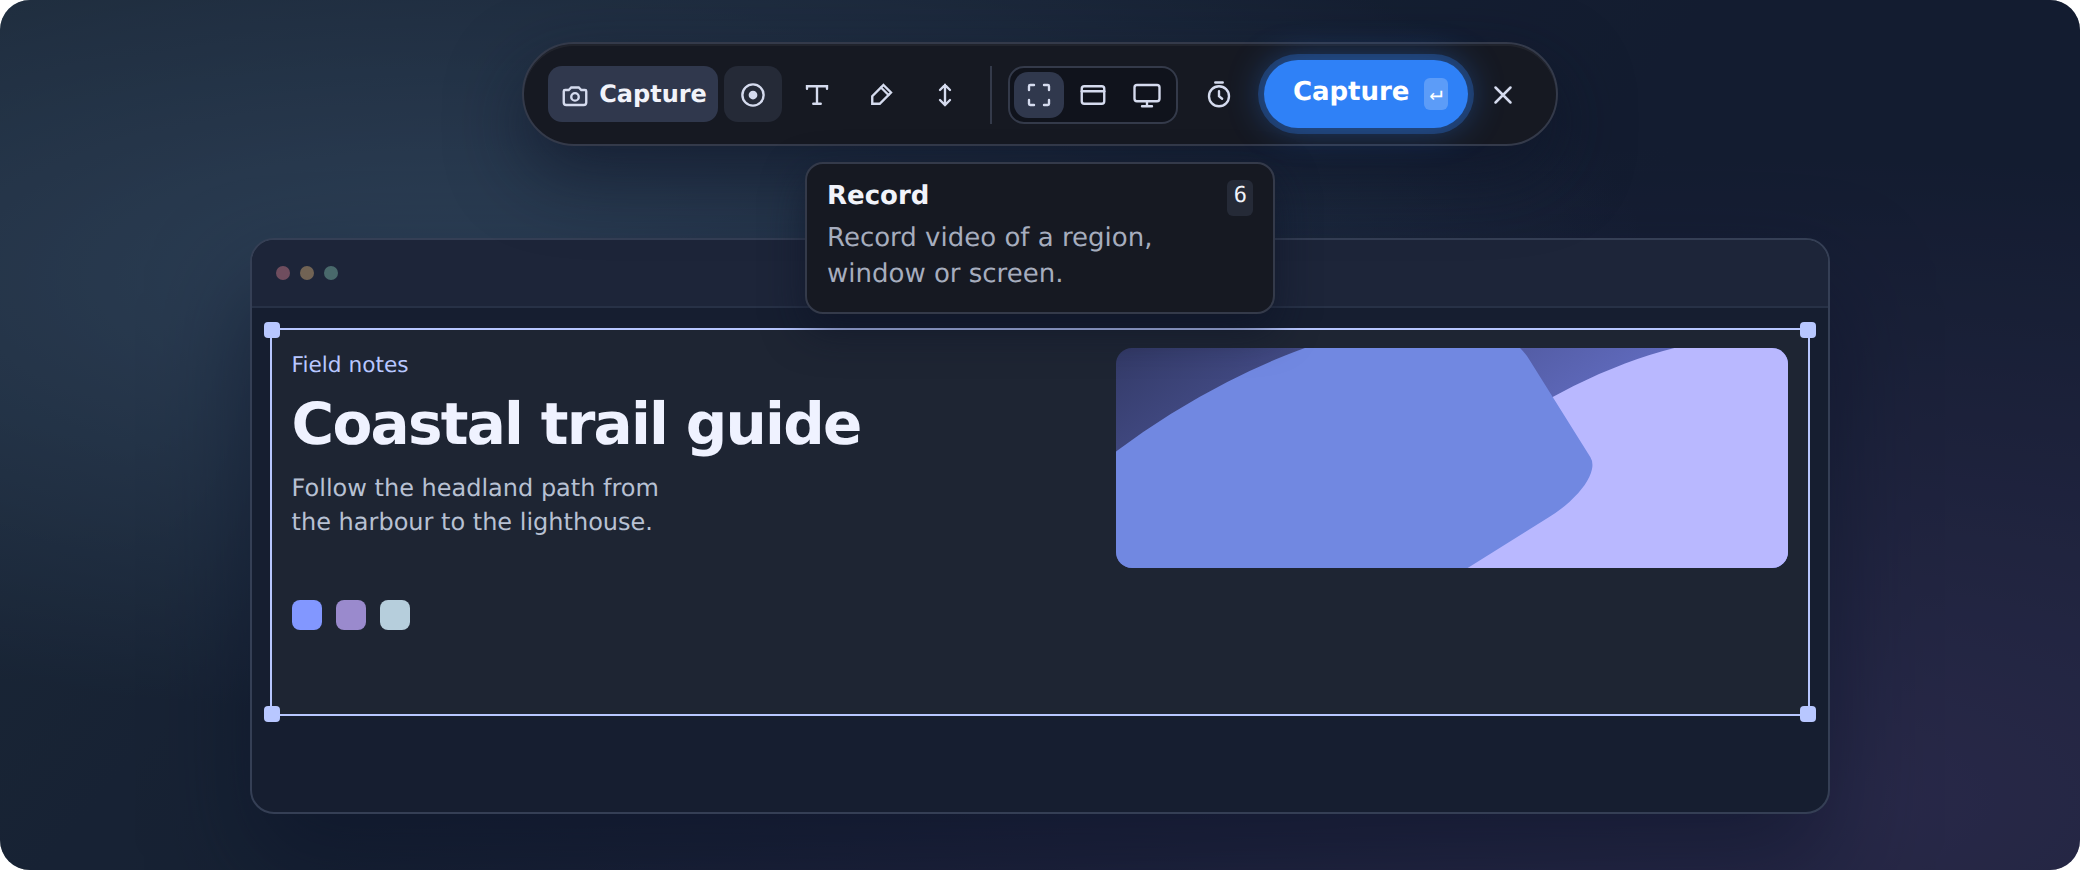 Capture
Capture ↵
Record 6
Record video of a region,
window or screen.
Field notes
Coastal trail guide
Follow the headland path from
the harbour to the lighthouse.